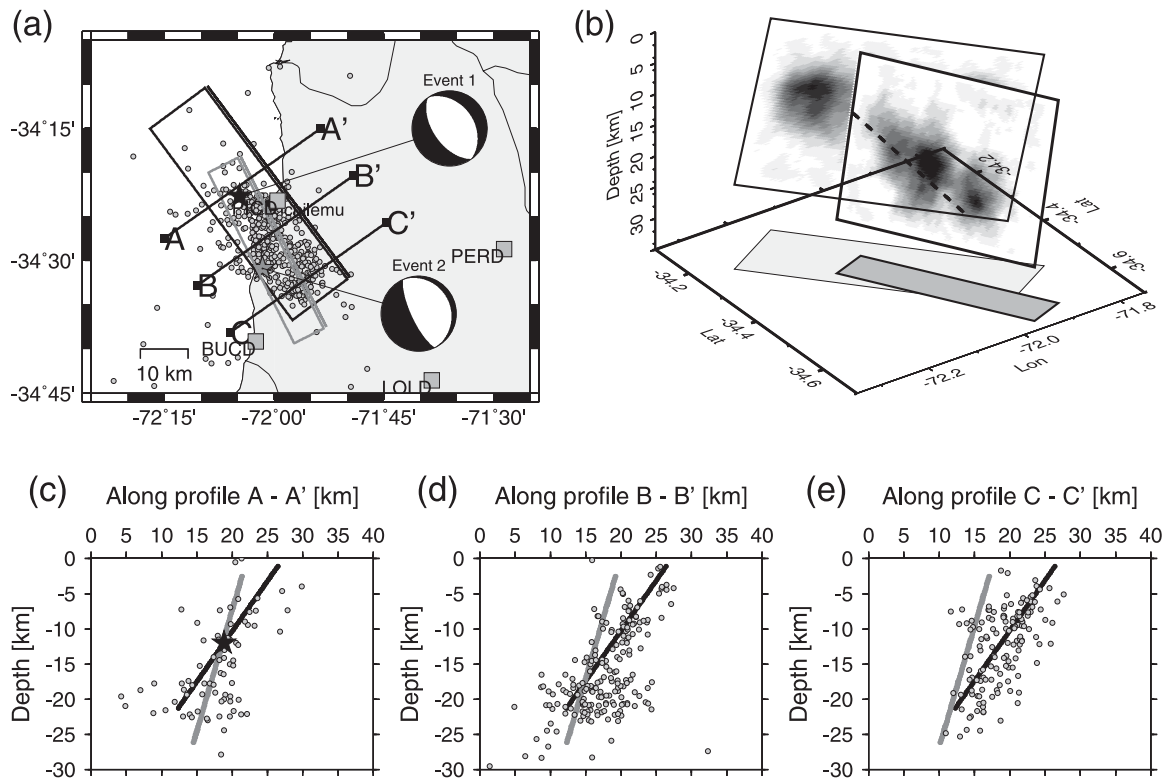 (a)
-34°15'
-34°30'
-34°45'
-72°15'
-72°00'
-71°45'
-71°30'
Event 1
Event 2
A
A'
B
B'
C
C'
PERD
BUCD
LOLD
10 km
(b)
Depth [km]
0
5
10
15
20
25
30
-34.2
-34.4
-34.6
Lat
-34.2
-34.4
-34.6
Lat
-72.2
-72.0
-71.8
Lon
(c)
Along profile A - A' [km]
0 5 10 15 20 25 30 35 40
Depth [km]
0
-5
-10
-15
-20
-25
-30
(d)
Along profile B - B' [km]
0 5 10 15 20 25 30 35 40
Depth [km]
0
-5
-10
-15
-20
-25
-30
(e)
Along profile C - C' [km]
0 5 10 15 20 25 30 35 40
Depth [km]
0
-5
-10
-15
-20
-25
-30